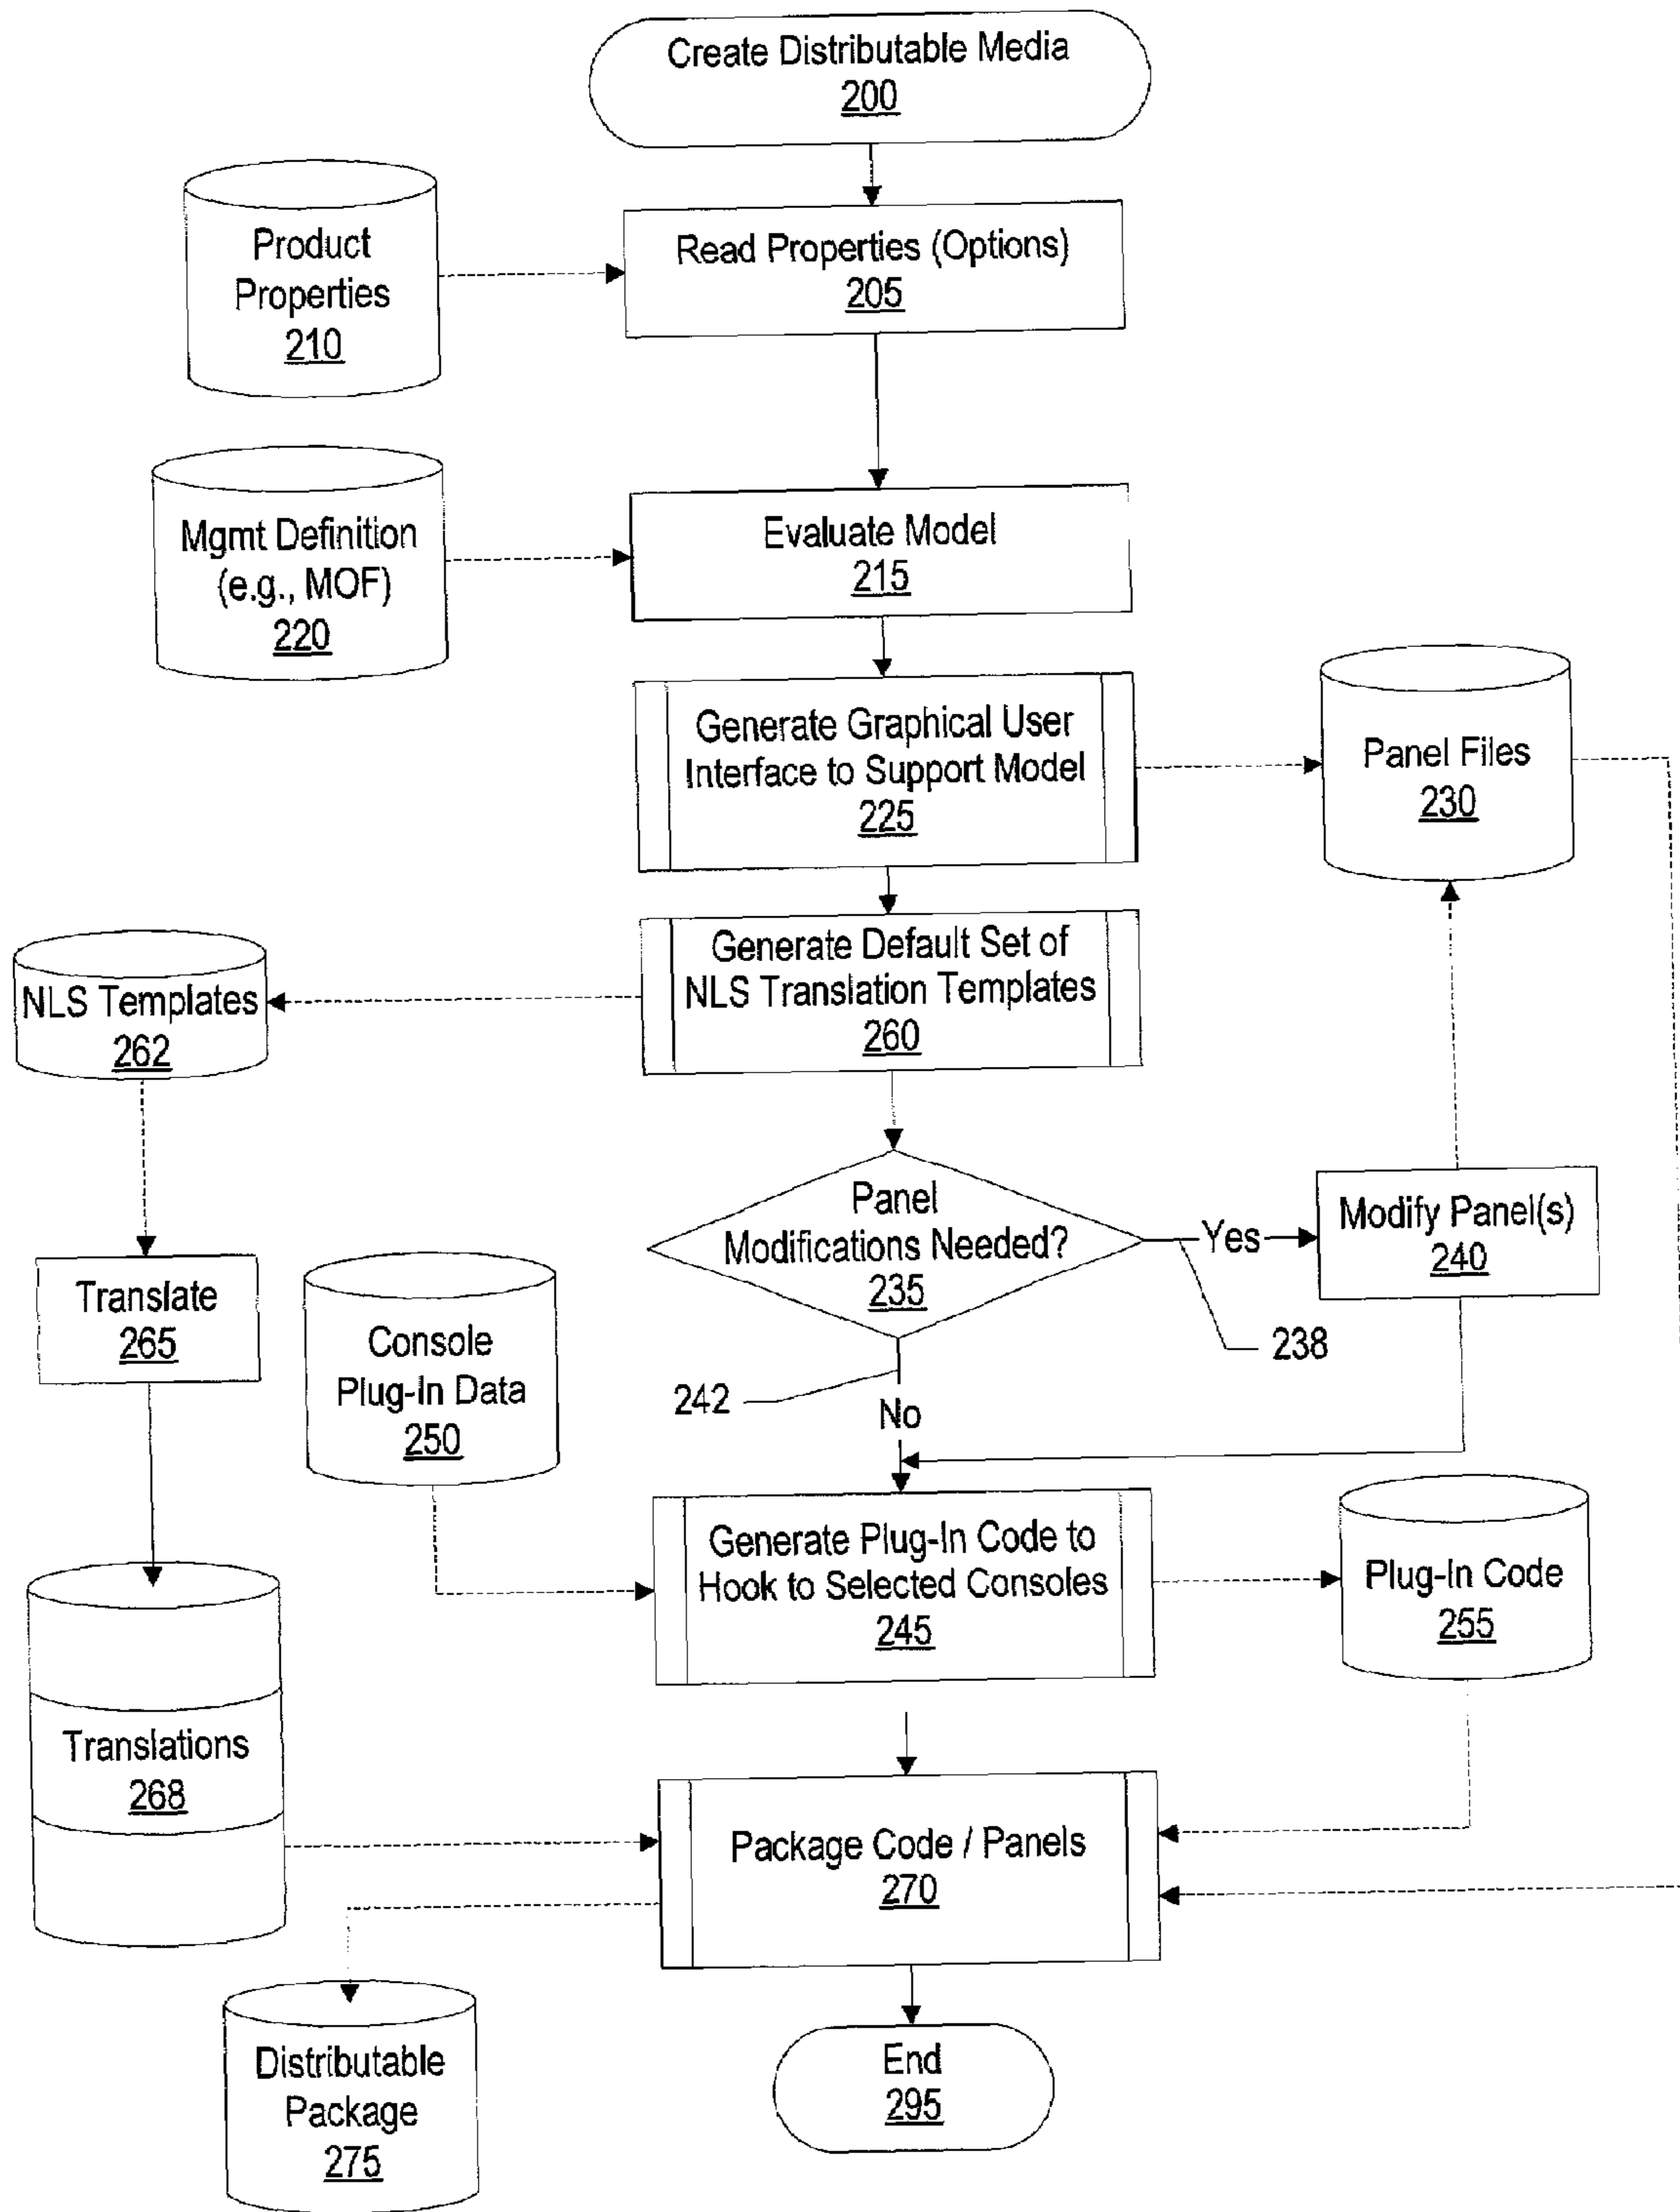 Create Distributable Media
200
Product
Properties
210
Read Properties (Options)
205
Mgmt Definition
(e.g., MOF)
220
Evaluate Model
215
Generate Graphical User
Interface to Support Model
225
Panel Files
230
Generate Default Set of
NLS Translation Templates
260
NLS Templates
262
Panel
Modifications Needed?
235
Yes
238
Modify Panel(s)
240
Translate
265
Console
Plug-In Data
250
242
No
Generate Plug-In Code to
Hook to Selected Consoles
245
Plug-In Code
255
Translations
268
Package Code / Panels
270
Distributable
Package
275
End
295